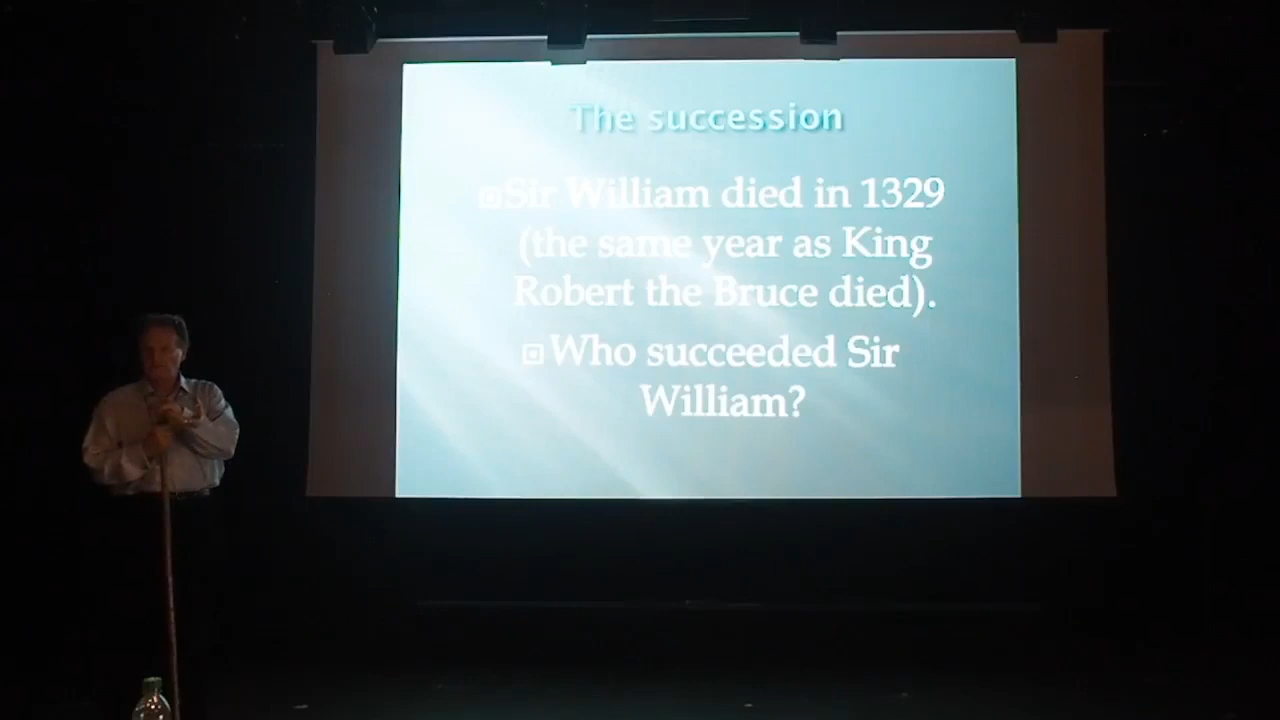 The succession
Sir William died in 1329
(the same year as King
Robert the Bruce died).
Who succeeded Sir
William?